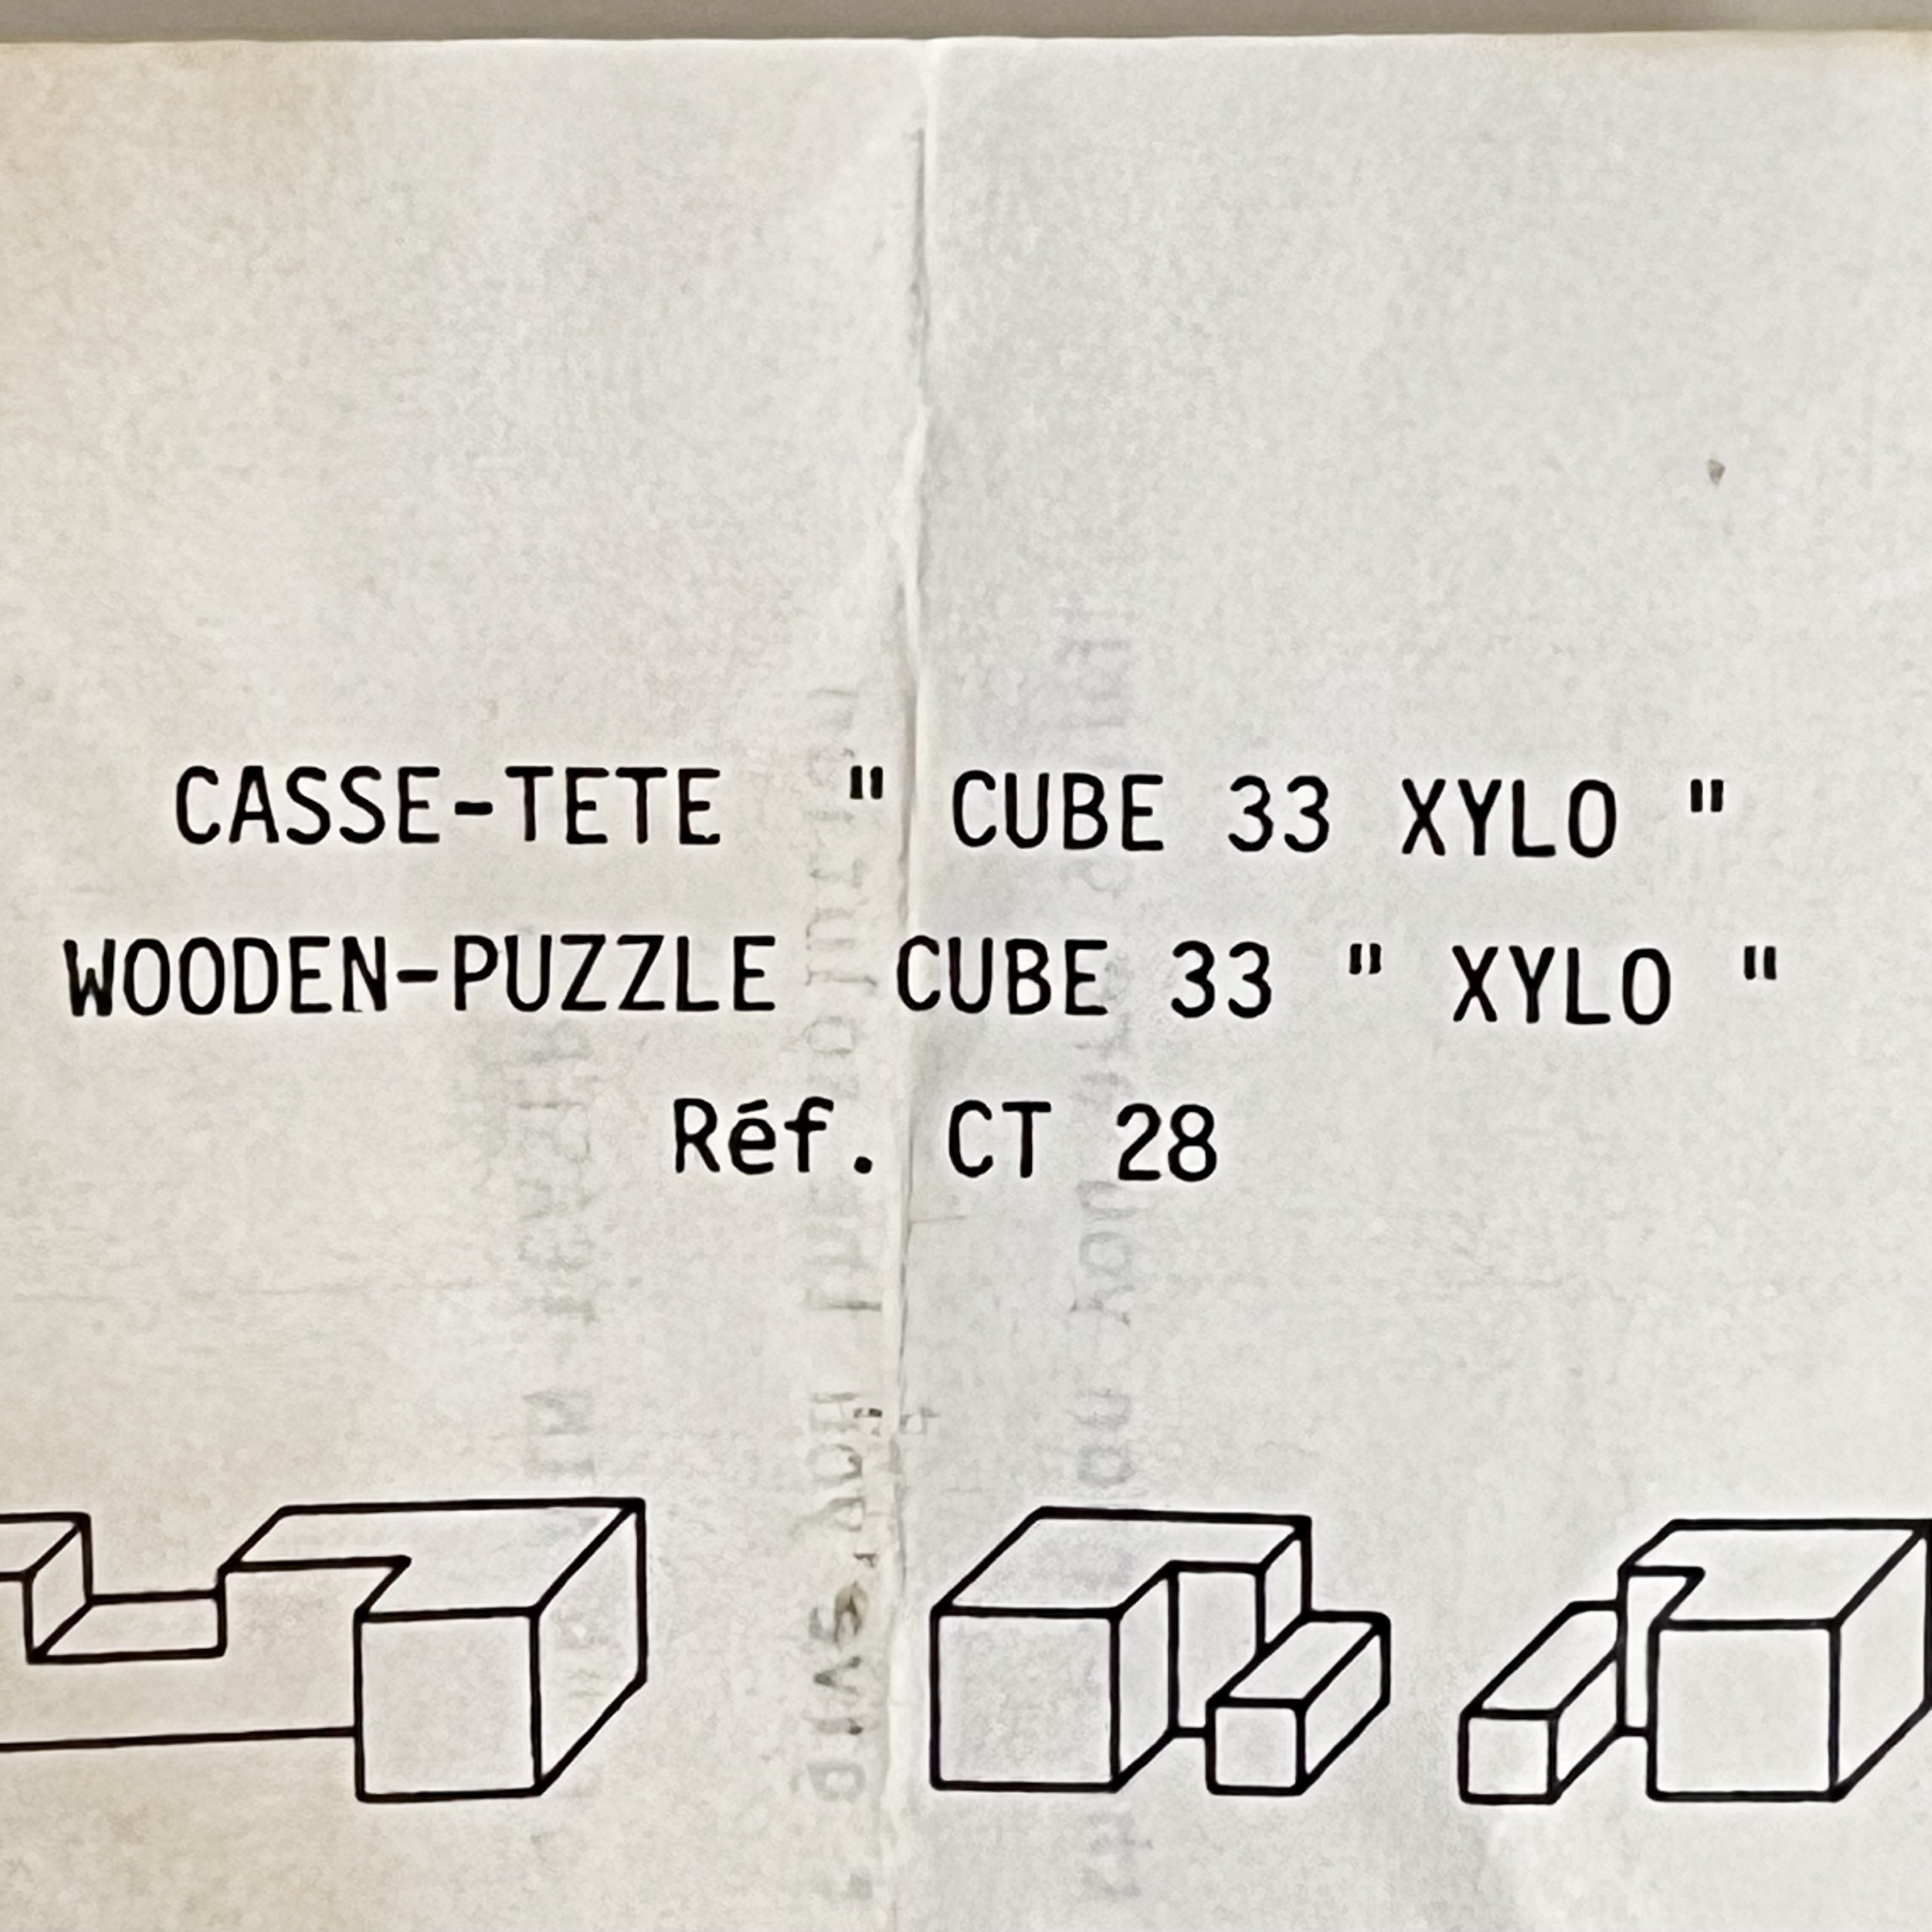 CASSE-TETE " CUBE 33 XYLO "
WOODEN-PUZZLE CUBE 33 " XYLO "
Réf. CT 28